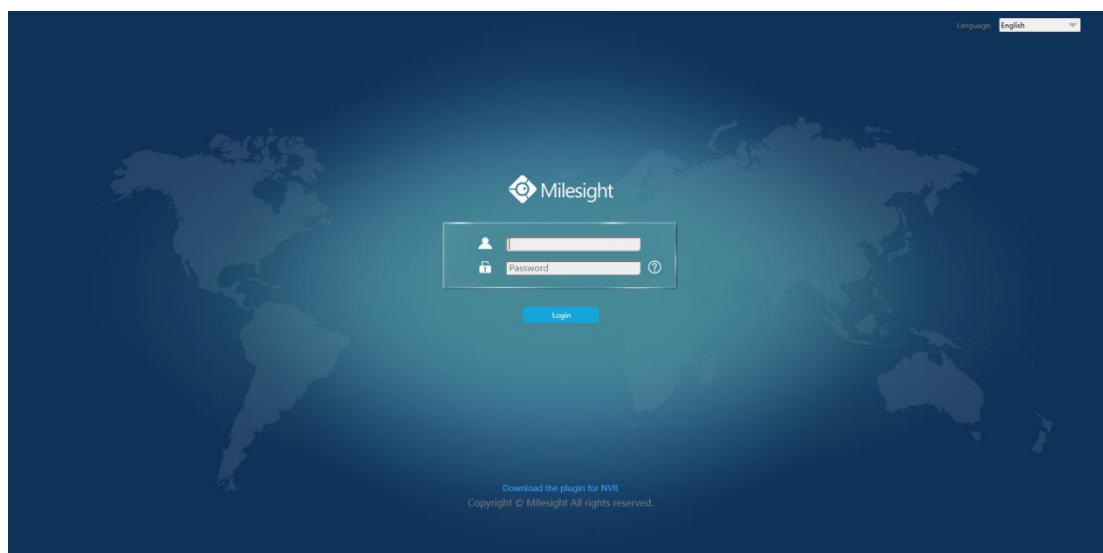 Language: English
Milesight
Password
Login
Download the plugin for NVR
Copyright © Milesight All rights reserved.